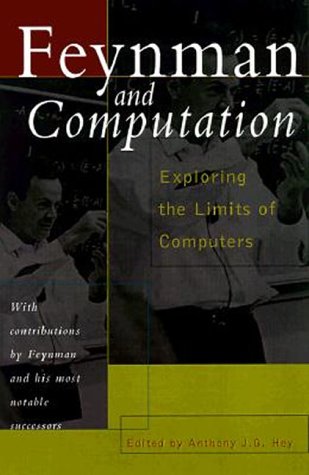 Feynman
and
Computation
Exploring
the Limits of
Computers
With
contributions
by Feynman
and his most
notable
successors
Edited by Anthony J.G. Hey